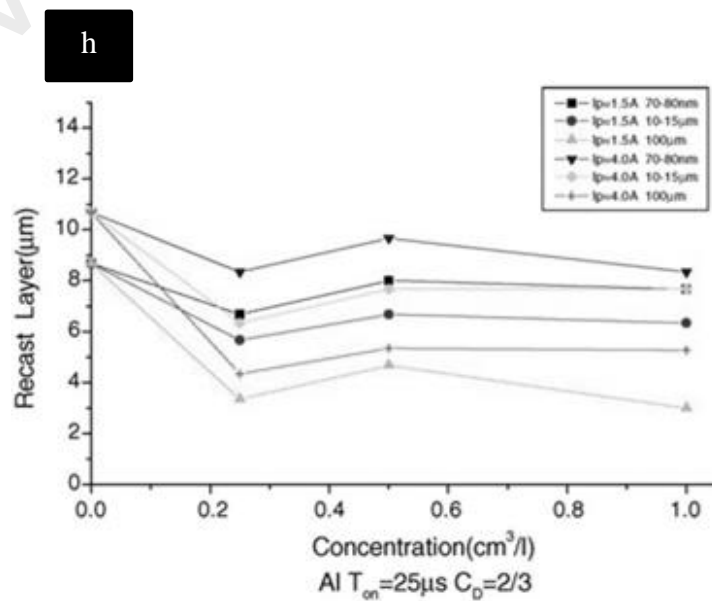 h
Ip=1.5A 70-80nm
Ip=1.5A 10-15μm
Ip=1.5A 100μm
Ip=4.0A 70-80nm
Ip=4.0A 10-15μm
Ip=4.0A 100μm
14
12
10
8
6
4
2
0
Recast Layer(μm)
0.0 0.2 0.4 0.6 0.8 1.0
Concentration(cm³/l)
Al Tₒₙ=25μs C_D=2/3